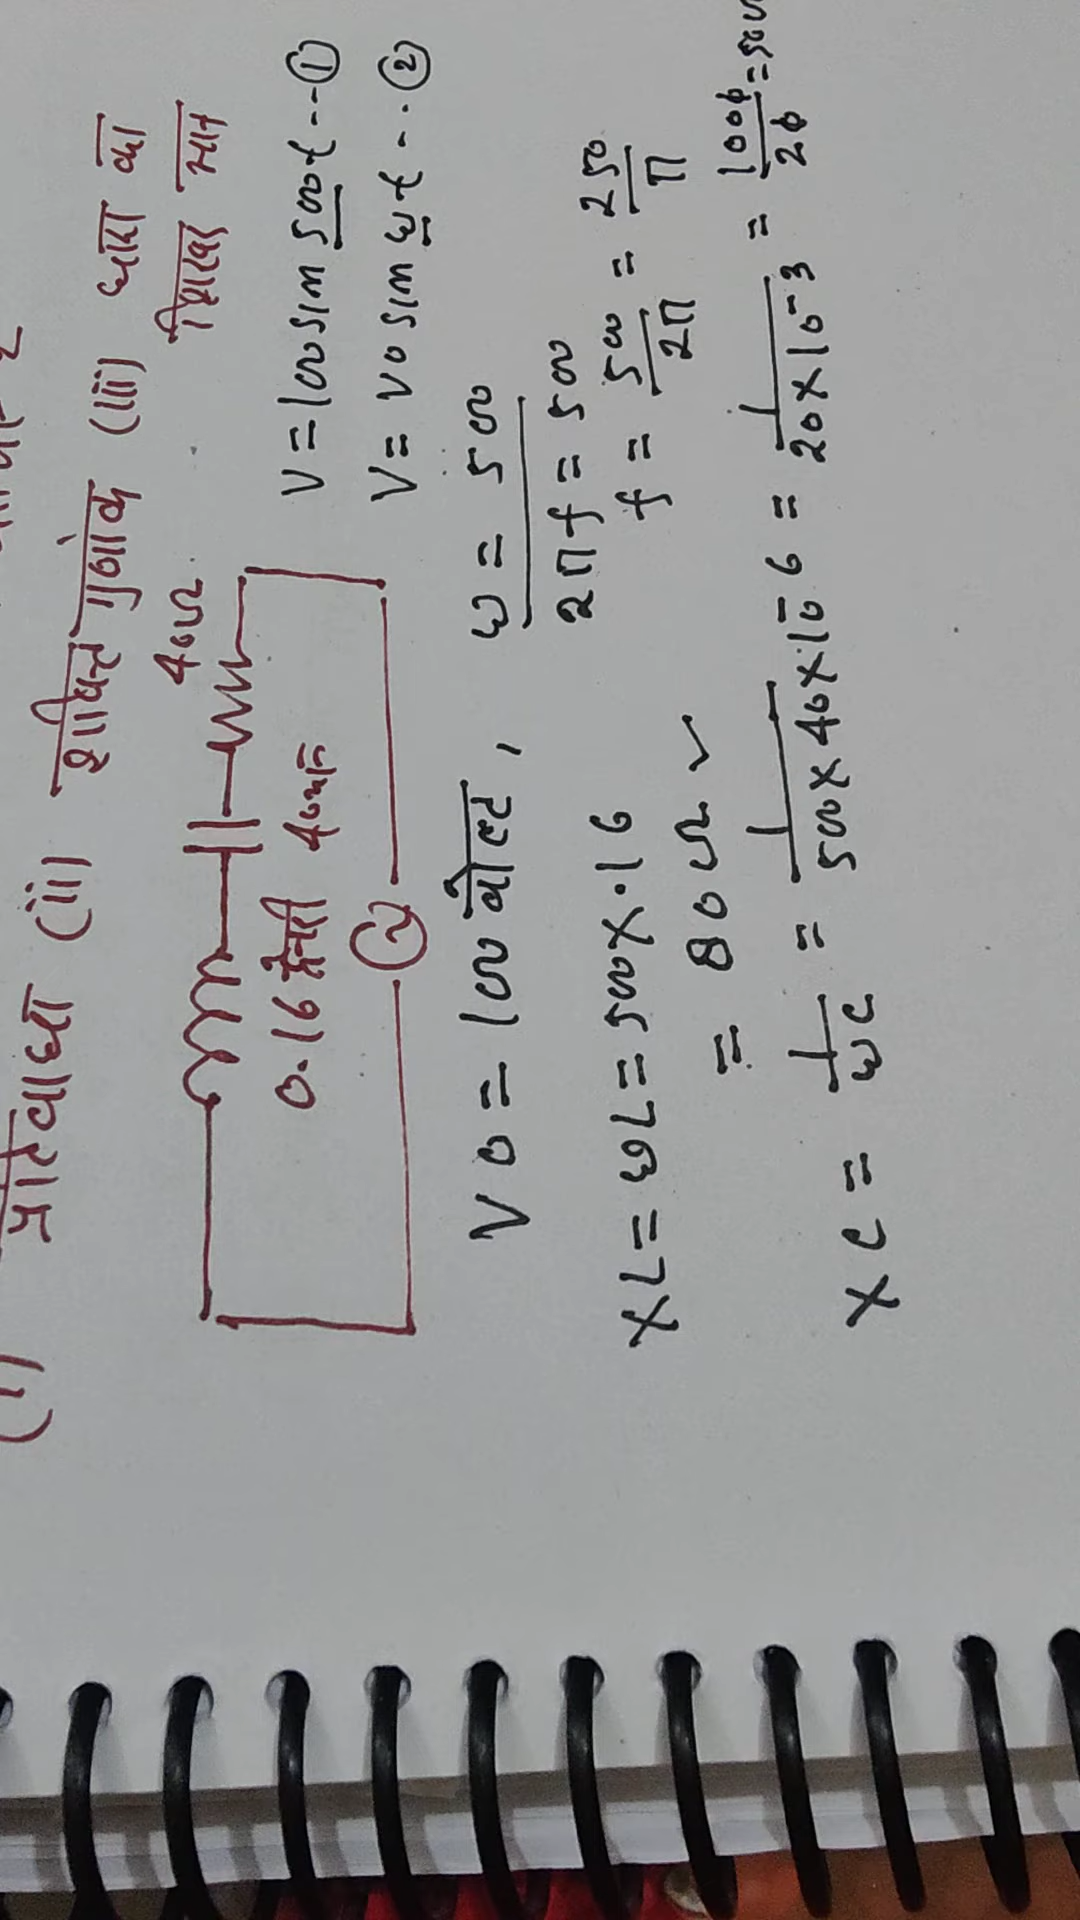 (i) प्रतिबाधा (ii) शक्ति गुणांक (iii) धारा का
शिखर मान
40Ω
0.16 हेनरी 40
V=100 sin 500t --①
V= V0 sin ωt --②
V0 = 100 वोल्ट, ω = 500
2πf = 500
XL = ωL = 500×.16 f = 500/2π = 250/π
= 80Ω ✓
XC = 1/ωC = 1/500×40×10⁻6 = 1/20×10⁻3 = 1000/20 =50Ω